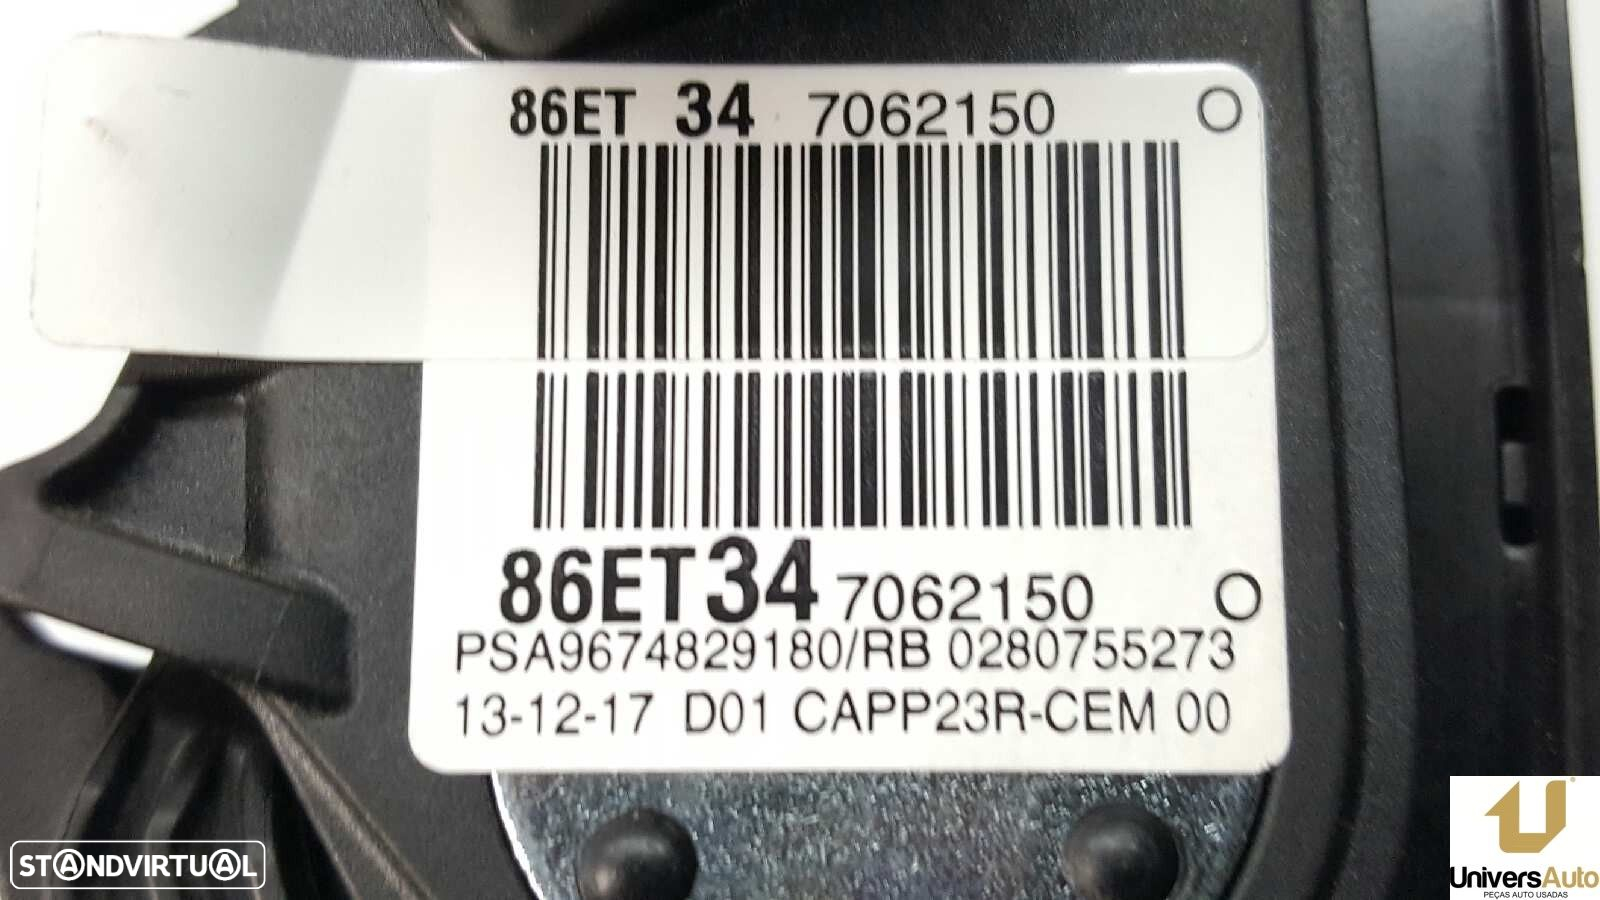 86ET 34 7062150
86ET34 7062150
PSA9674829180/RB 0280755273
13-12-17 D01 CAPP23R-CEM 00
STANDVIRTUAL
UniversAuto
PEÇAS AUTO USADAS